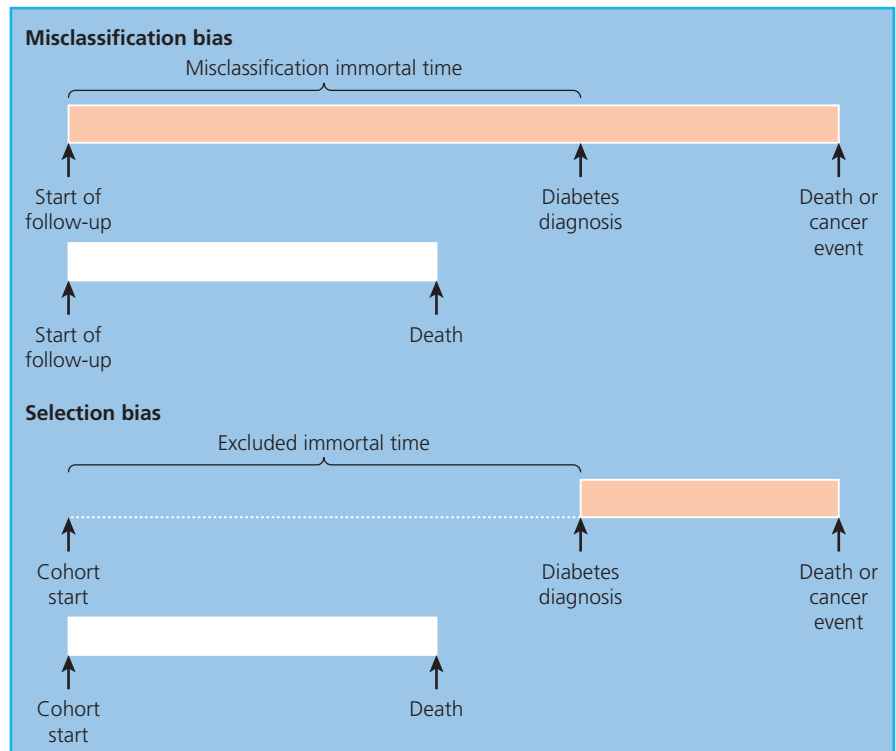 Misclassification bias
Misclassification immortal time
Start of
follow-up
Diabetes
diagnosis
Death or
cancer
event
Start of
follow-up
Death
Selection bias
Excluded immortal time
Cohort
start
Diabetes
diagnosis
Death or
cancer
event
Cohort
start
Death